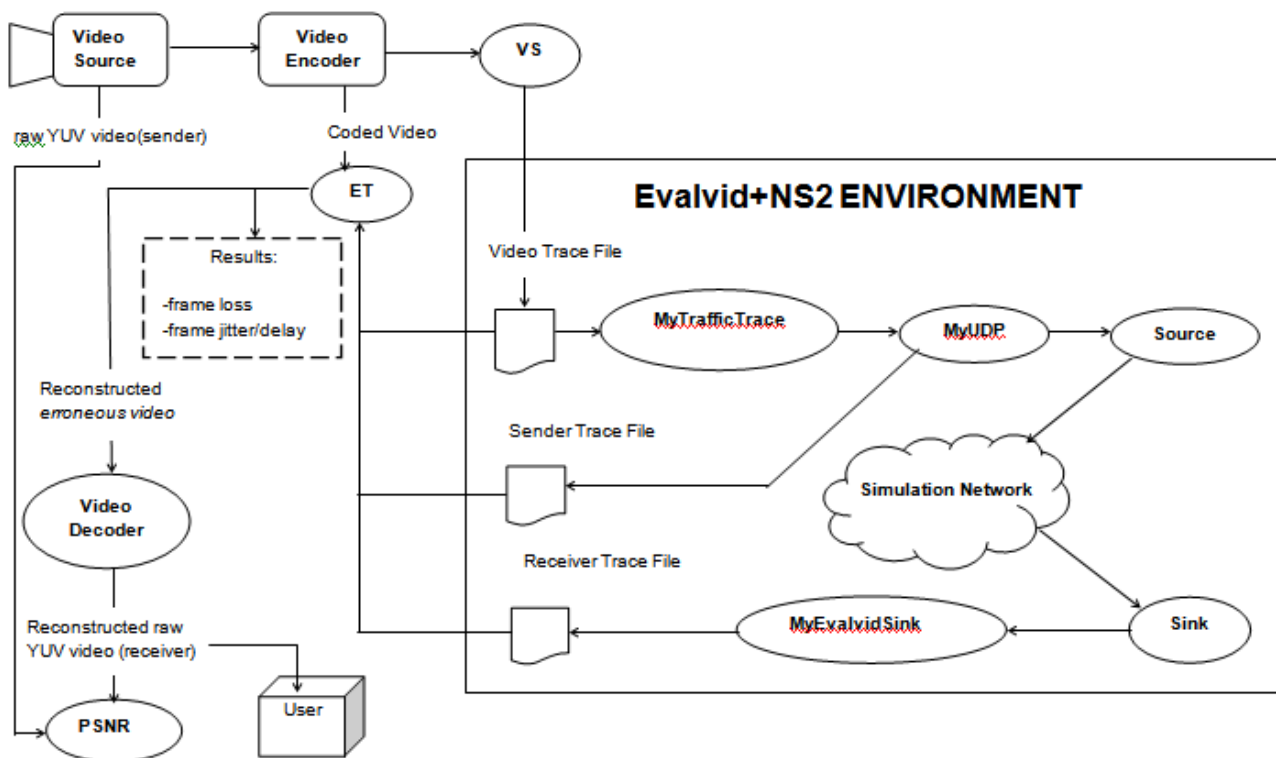 Video
Source
Video
Encoder
VS
raw YUV video(sender)
Coded Video
ET
Evalvid+NS2 ENVIRONMENT
Results:
-frame loss
-frame jitter/delay
Video Trace File
MyTrafficTrace
MyUDP
Source
Reconstructed
erroneous video
Sender Trace File
Simulation Network
Video
Decoder
Receiver Trace File
Reconstructed raw
YUV video (receiver)
MyEvalvidSink
Sink
PSNR
User